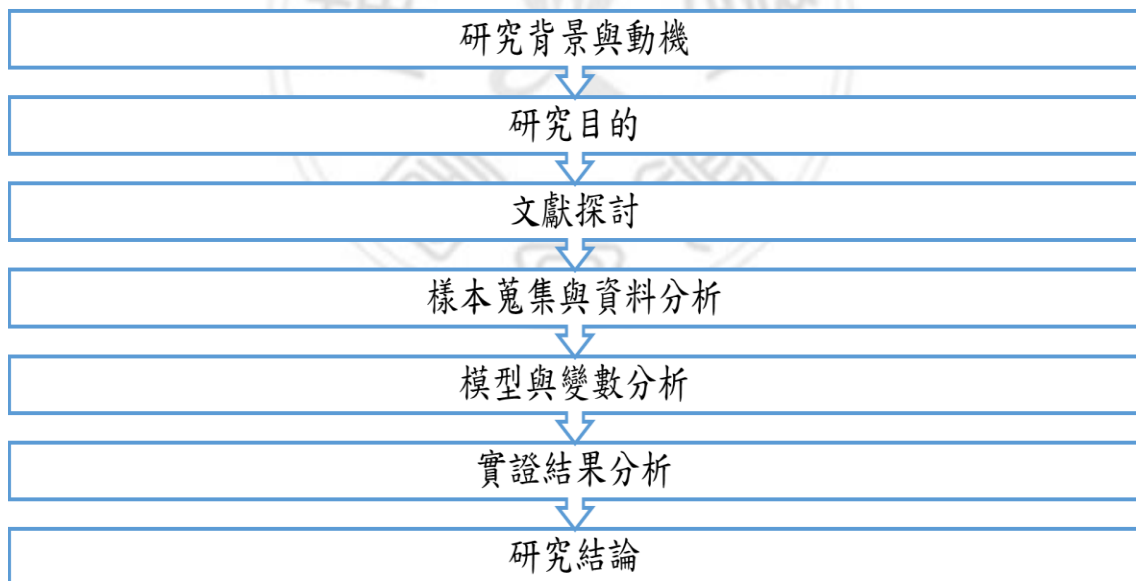 研究背景與動機
研究目的
文獻探討
樣本蒐集與資料分析
模型與變數分析
實證結果分析
研究結論